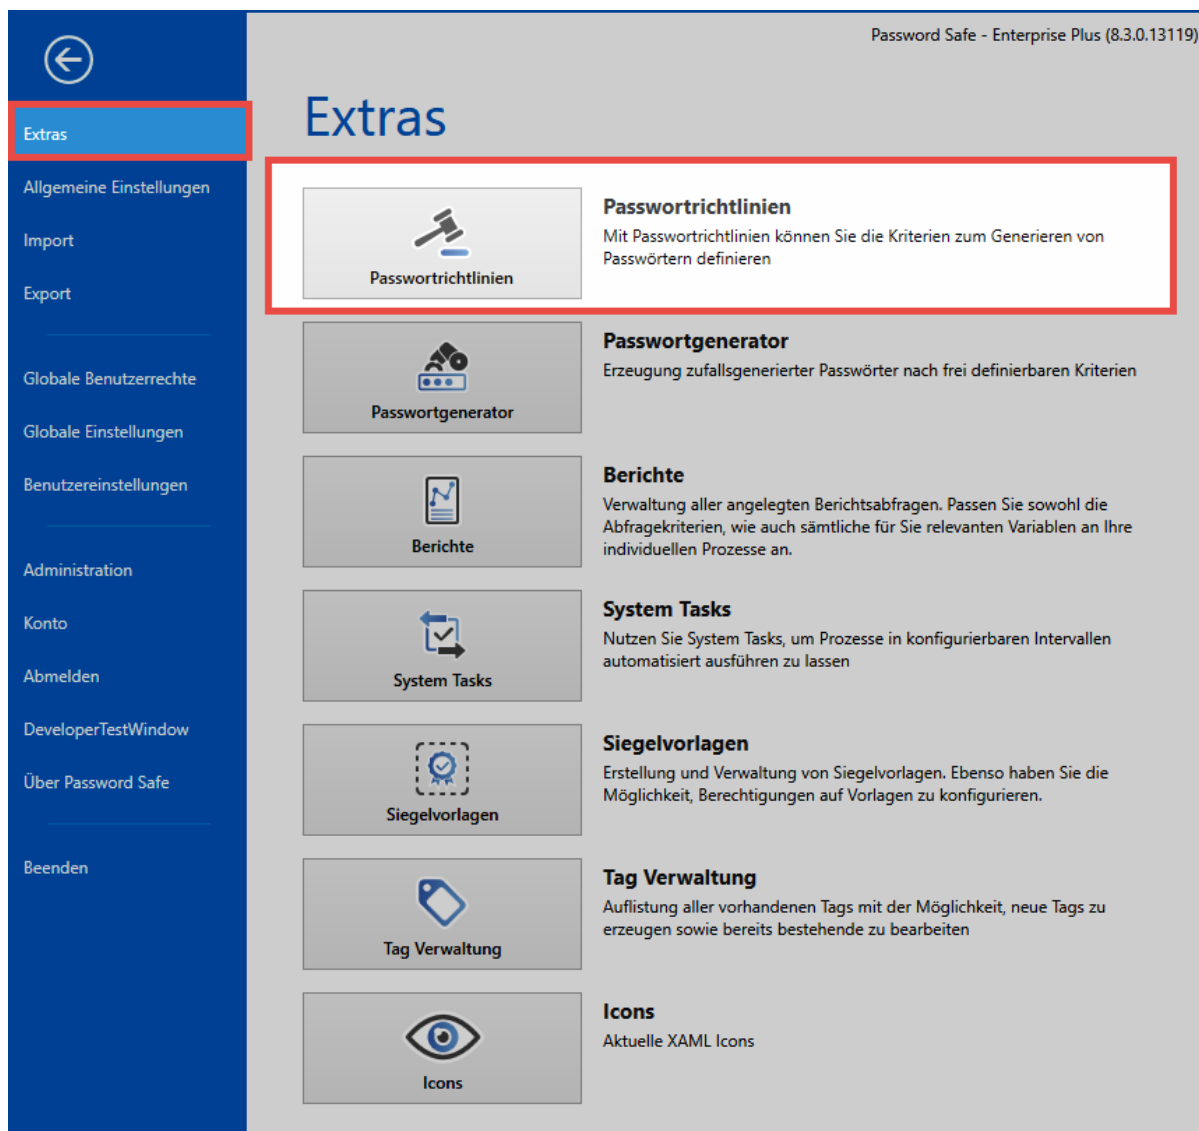 Password Safe - Enterprise Plus (8.3.0.13119)
Extras
Allgemeine Einstellungen
Import
Export
Globale Benutzerrechte
Globale Einstellungen
Benutzereinstellungen
Administration
Konto
Abmelden
DeveloperTestWindow
Über Password Safe
Beenden
Extras
Passwortrichtlinien
Passwortrichtlinien
Mit Passwortrichtlinien können Sie die Kriterien zum Generieren von
Passwörtern definieren
Passwortgenerator
Passwortgenerator
Erzeugung zufallsgenerierter Passwörter nach frei definierbaren Kriterien
Berichte
Berichte
Verwaltung aller angelegten Berichtsabfragen. Passen Sie sowohl die
Abfragekriterien, wie auch sämtliche für Sie relevanten Variablen an Ihre
individuellen Prozesse an.
System Tasks
System Tasks
Nutzen Sie System Tasks, um Prozesse in konfigurierbaren Intervallen
automatisiert ausführen zu lassen
Siegelvorlagen
Siegelvorlagen
Erstellung und Verwaltung von Siegelvorlagen. Ebenso haben Sie die
Möglichkeit, Berechtigungen auf Vorlagen zu konfigurieren.
Tag Verwaltung
Tag Verwaltung
Auflistung aller vorhandenen Tags mit der Möglichkeit, neue Tags zu
erzeugen sowie bereits bestehende zu bearbeiten
Icons
Icons
Aktuelle XAML Icons